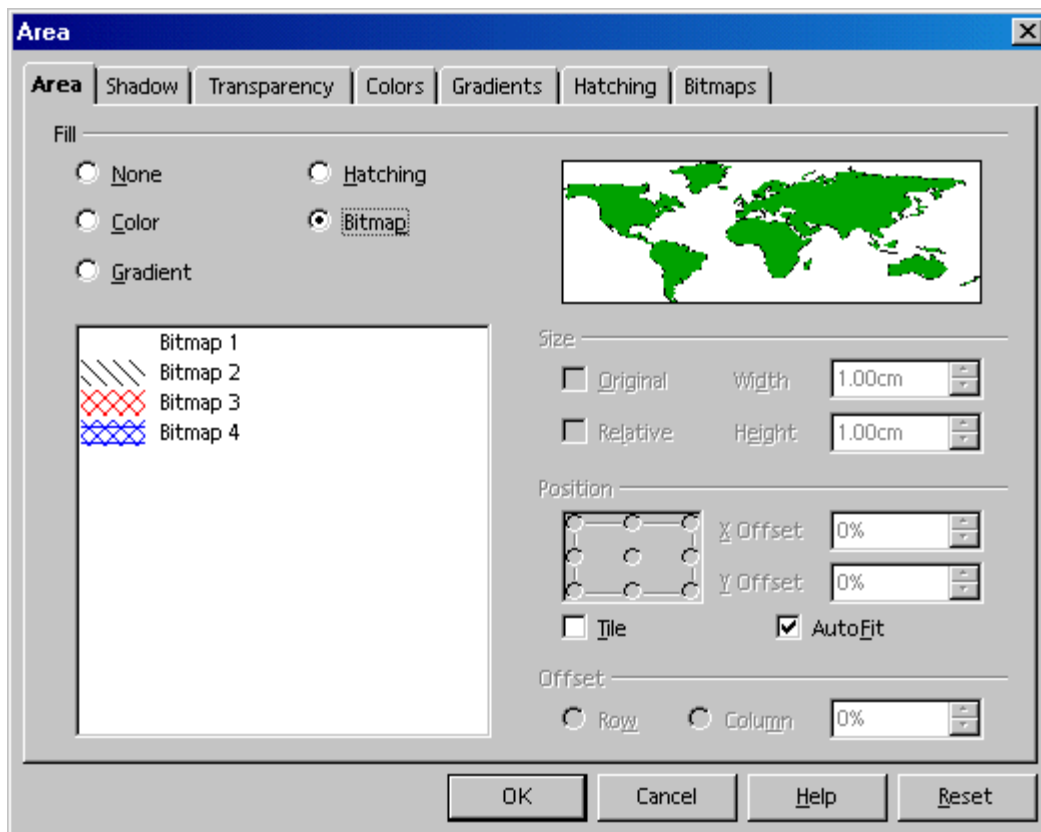 Area
Area Shadow Transparency Colors Gradients Hatching Bitmaps
Fill
None
Hatching
Color
Bitmap
Gradient
Bitmap 1
Bitmap 2
Bitmap 3
Bitmap 4
Size
Original Width 1.00cm
Relative Height 1.00cm
Position
X Offset 0%
Y Offset 0%
Tile AutoFit
Offset
Row Column 0%
OK Cancel Help Reset